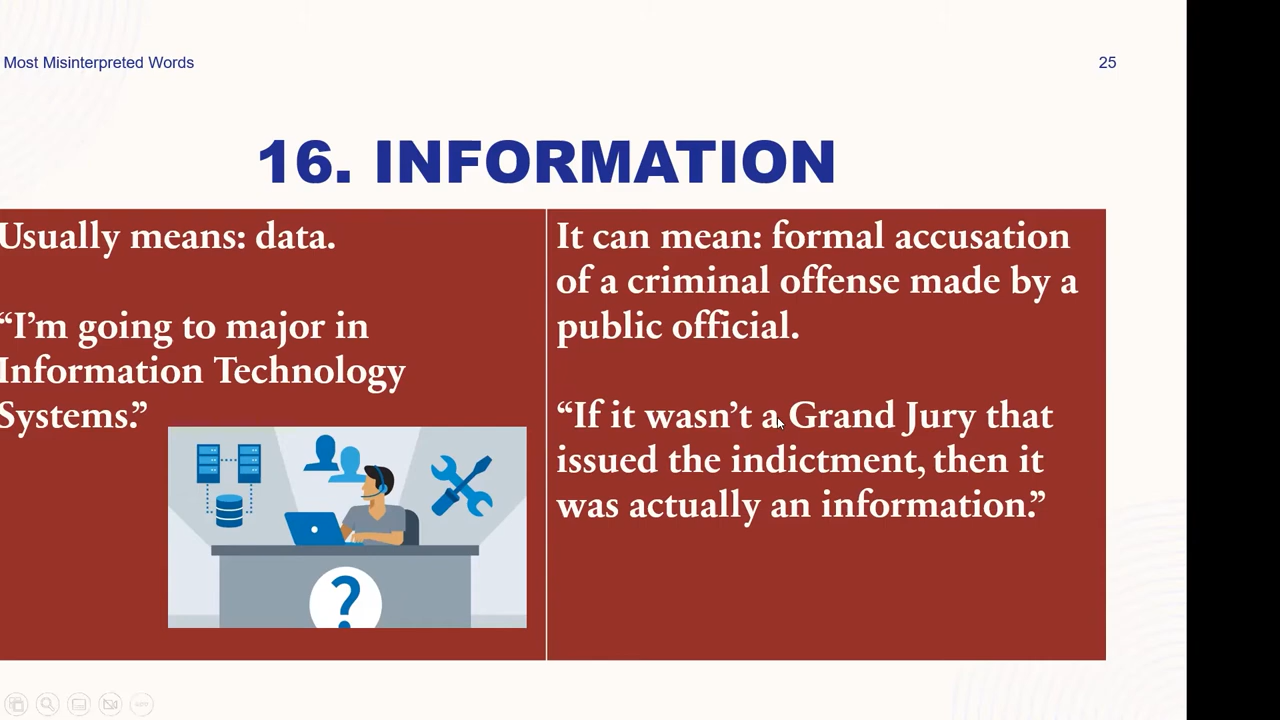 Most Misinterpreted Words
25
16. INFORMATION
Usually means: data.
“I’m going to major in
Information Technology
Systems.”
?
It can mean: formal accusation
of a criminal offense made by a
public official.
“If it wasn’t a Grand Jury that
issued the indictment, then it
was actually an information.”